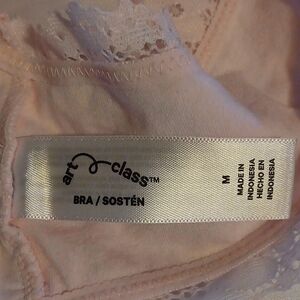 art class™
BRA / SOSTÉN
M
MADE IN
INDONESIA
HECHO EN
INDONESIA